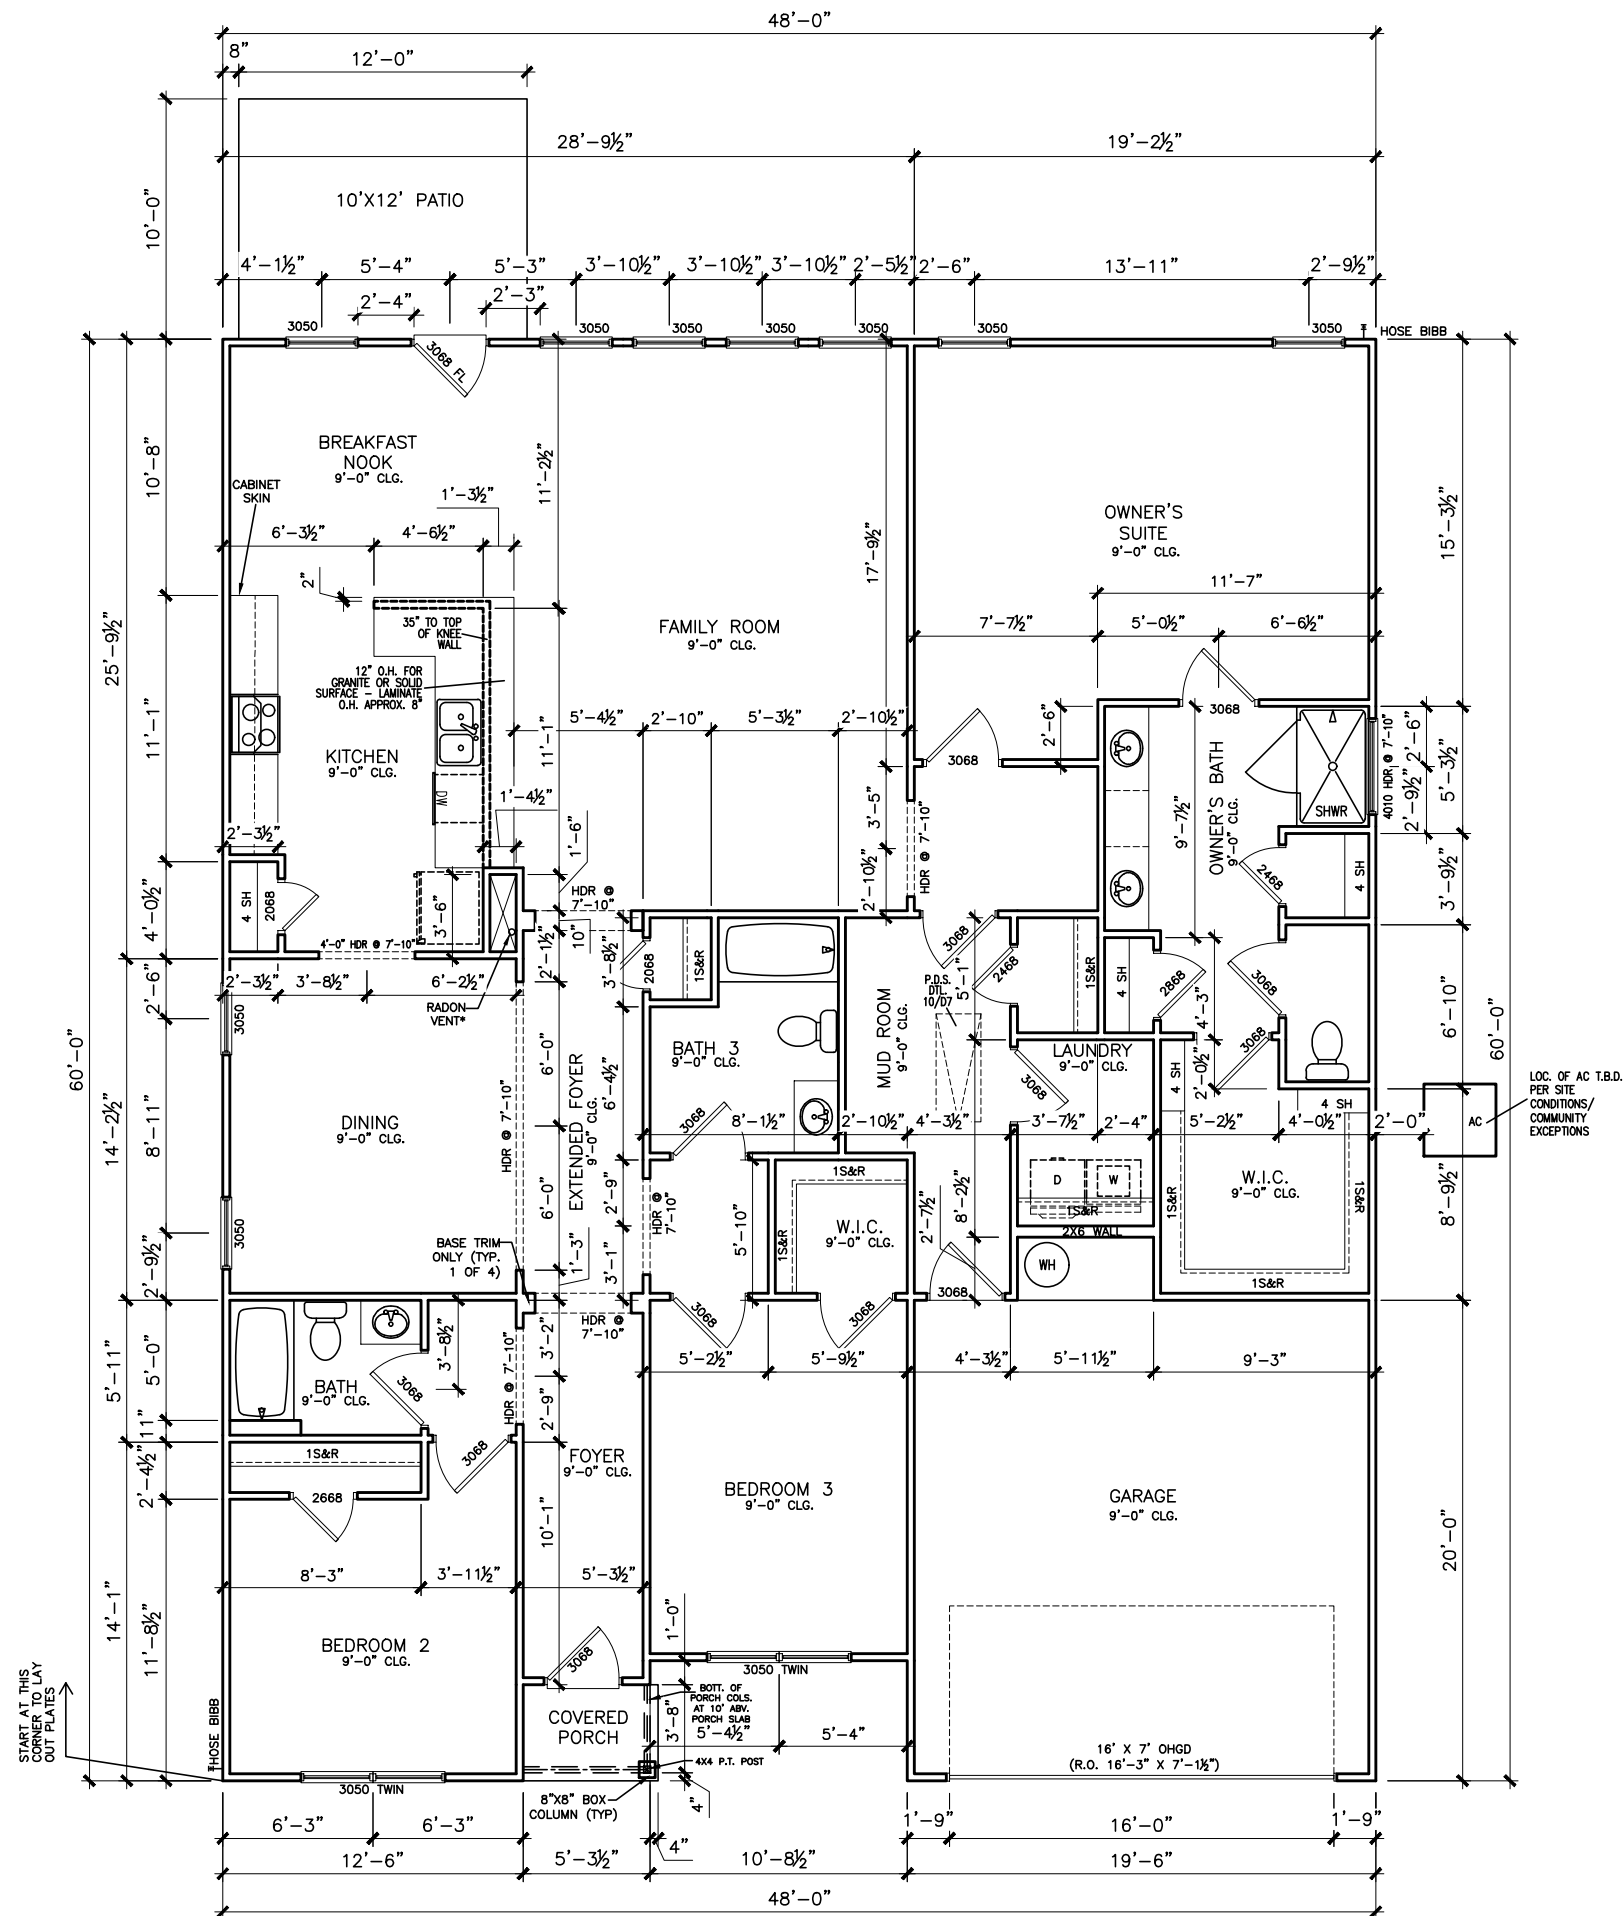 48'-0"
8"
12'-0"
28'-9½"
19'-2½"
10'-0"
10'X12' PATIO
4'-1½"
5'-4"
5'-3"
3'-10½"
3'-10½"
3'-10½"
2'-5½"
2'-6"
13'-11"
2'-9½"
2'-4"
2'-3"
3050
3050
3050
3050
3050
3050
3050
HOSE BIBB
3068 FL
BREAKFAST
NOOK
9'-0" CLG.
CABINET
SKIN
10'-8"
11'-2½"
1'-3½"
6'-3½"
4'-6½"
17'-9½"
OWNER'S
SUITE
9'-0" CLG.
15'-3½"
11'-7"
2"
35" TO TOP
OF KNEE
WALL
FAMILY ROOM
9'-0" CLG.
7'-7½"
5'-0½"
6'-6½"
25'-9½"
12" O.H. FOR
GRANITE OR SOLID
SURFACE - LAMINATE
O.H. APPROX. 8"
11'-1"
11'-1"
5'-4½"
2'-10"
5'-3½"
2'-10½"
2'-6"
3068
3068
KITCHEN
9'-0" CLG.
DW
1'-4½"
1'-6"
3'-5"
HDR @ 7'-10"
2'-10½"
9'-7½"
OWNER'S BATH
9'-0" CLG.
SHWR
4010 HDR @ 7'-10"
2'-6"
2'-9½"
5'-3½"
2'-3½"
4 SH
2068
4'-0½"
4'-0" HDR @ 7'-10"
3'-6"
HDR @
7'-10"
10"
2'-1½"
3'-8½"
2068
1S&R
3068
2468
4 SH
3'-9½"
2'-3½"
3'-8½"
6'-2½"
2'-6"
RADON
VENT*
3050
P.D.S.
DTL.
10/D7
5'-1"
2468
1S&R
4 SH
2868
4'-3"
3068
6'-10"
60'-0"
60'-0"
BATH 3
9'-0" CLG.
MUD ROOM
9'-0" CLG.
LAUNDRY
9'-0" CLG.
3068
2'-0½"
4 SH
3068
4 SH
LOC. OF AC T.B.D.
PER SITE
CONDITIONS/
COMMUNITY
EXCEPTIONS
AC
14'-2½"
8'-11"
DINING
9'-0" CLG.
HDR @ 7'-10"
6'-0"
6'-0"
EXTENDED FOYER
9'-0" CLG.
6'-4½"
3068
8'-1½"
2'-10½"
4'-3½"
3'-7½"
2'-4"
5'-2½"
4'-0½"
2'-0"
1S&R
D
W
1S&R
2X6 WALL
WH
W.I.C.
9'-0" CLG.
1S&R
1S&R
1S&R
8'-9½"
3050
2'-9½"
BASE TRIM
ONLY (TYP.
1 OF 4)
1'-3"
2'-9"
3'-1"
HDR @
7'-10"
5'-10"
1S&R
W.I.C.
9'-0" CLG.
2'-7½"
8'-2½"
3068
3068
3068
HDR @
7'-10"
5'-11"
5'-0"
11"
BATH
9'-0" CLG.
3068
3'-8½"
HDR @ 7'-10"
3'-2"
2'-9"
5'-2½"
5'-9½"
4'-3½"
5'-11½"
9'-3"
1S&R
2'-4½"
2668
3068
FOYER
9'-0" CLG.
10'-1"
BEDROOM 3
9'-0" CLG.
GARAGE
9'-0" CLG.
20'-0"
8'-3"
3'-11½"
5'-3½"
14'-1"
11'-8½"
BEDROOM 2
9'-0" CLG.
3068
1'-0"
3050 TWIN
START AT THIS
CORNER TO LAY
OUT PLATES
HOSE BIBB
COVERED
PORCH
BOTT. OF
PORCH COLS.
AT 10' ABV.
PORCH SLAB
3'-8"
5'-4½"
5'-4"
4X4 P.T. POST
16' X 7' OHGD
(R.O. 16'-3" X 7'-1½")
3050 TWIN
8"X8" BOX
COLUMN (TYP)
4"
6'-3"
6'-3"
4"
1'-9"
16'-0"
1'-9"
12'-6"
5'-3½"
10'-8½"
19'-6"
48'-0"